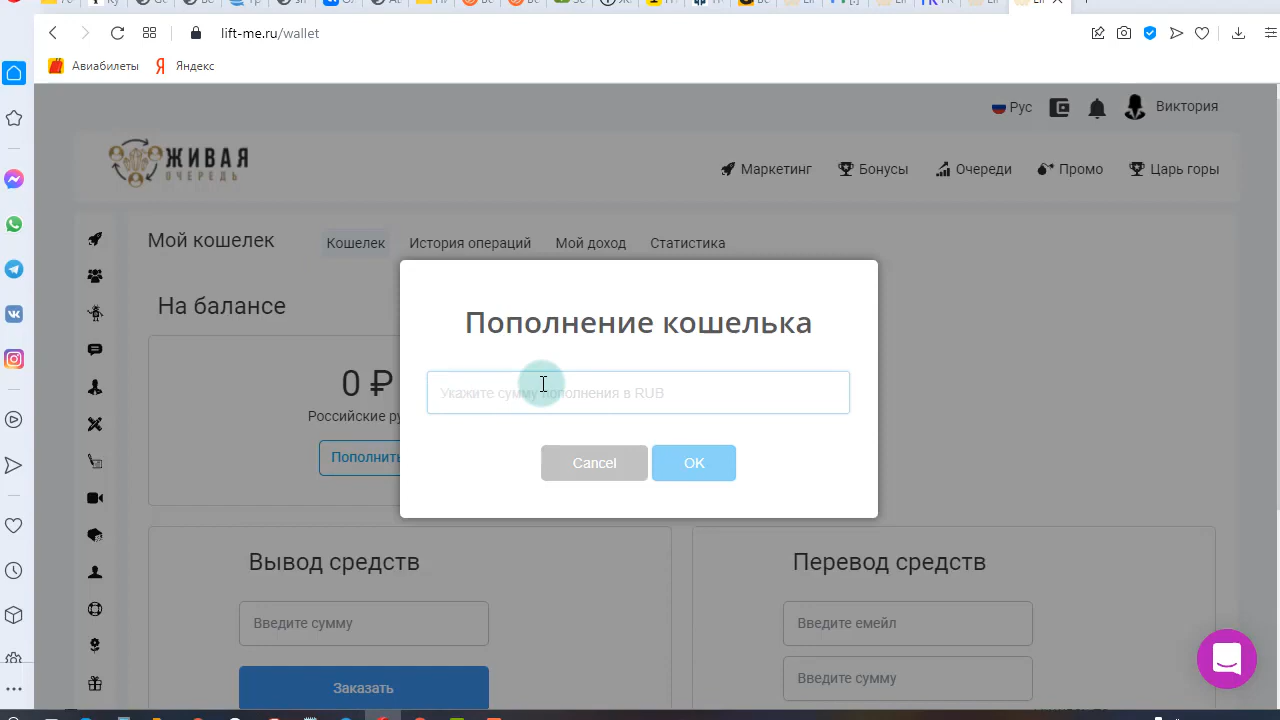 lift-me.ru/wallet
Авиабилеты
Яндекс
Рус
Виктория
ЖИВАЯ
ОЧЕРЕДЬ
Маркетинг
Бонусы
Очереди
Промо
Царь горы
Мой кошелек
Кошелек
История операций
Мой доход
Статистика
На балансе
0 ₽
Российские
Пополнить
Пополнение кошелька
Укажите сумму пополнения в RUB
Cancel
OK
Вывод средств
Введите сумму
Заказать
Перевод средств
Введите емейл
Введите сумму